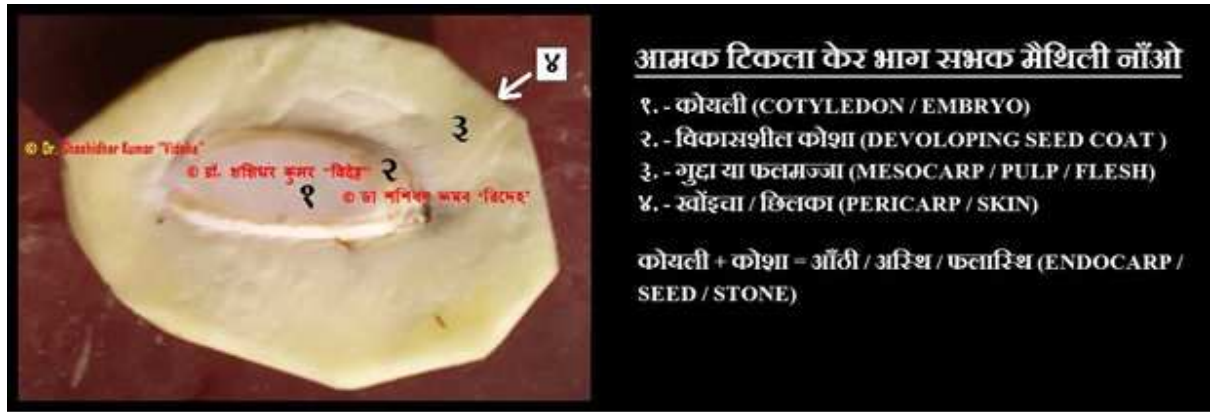 ४
३
© Dr. Shashidhar Kumar "Videha"
© डॉ. शशिधर कुमर “विदेह” २
१ © डा
आमक टिकला केर भाग सभक मैथिली नाँओ
१. - कोयली (COTYLEDON / EMBRYO)
२. - विकासशील कोशा (DEVOLOPING SEED COAT )
३. - गुद्दा या फलमज्जा (MESOCARP / PULP / FLESH)
४. - खोंइचा / छिलका (PERICARP / SKIN)
कोयली + कोशा = आँठी / अस्थि / फलास्थि (ENDOCARP /
SEED / STONE)